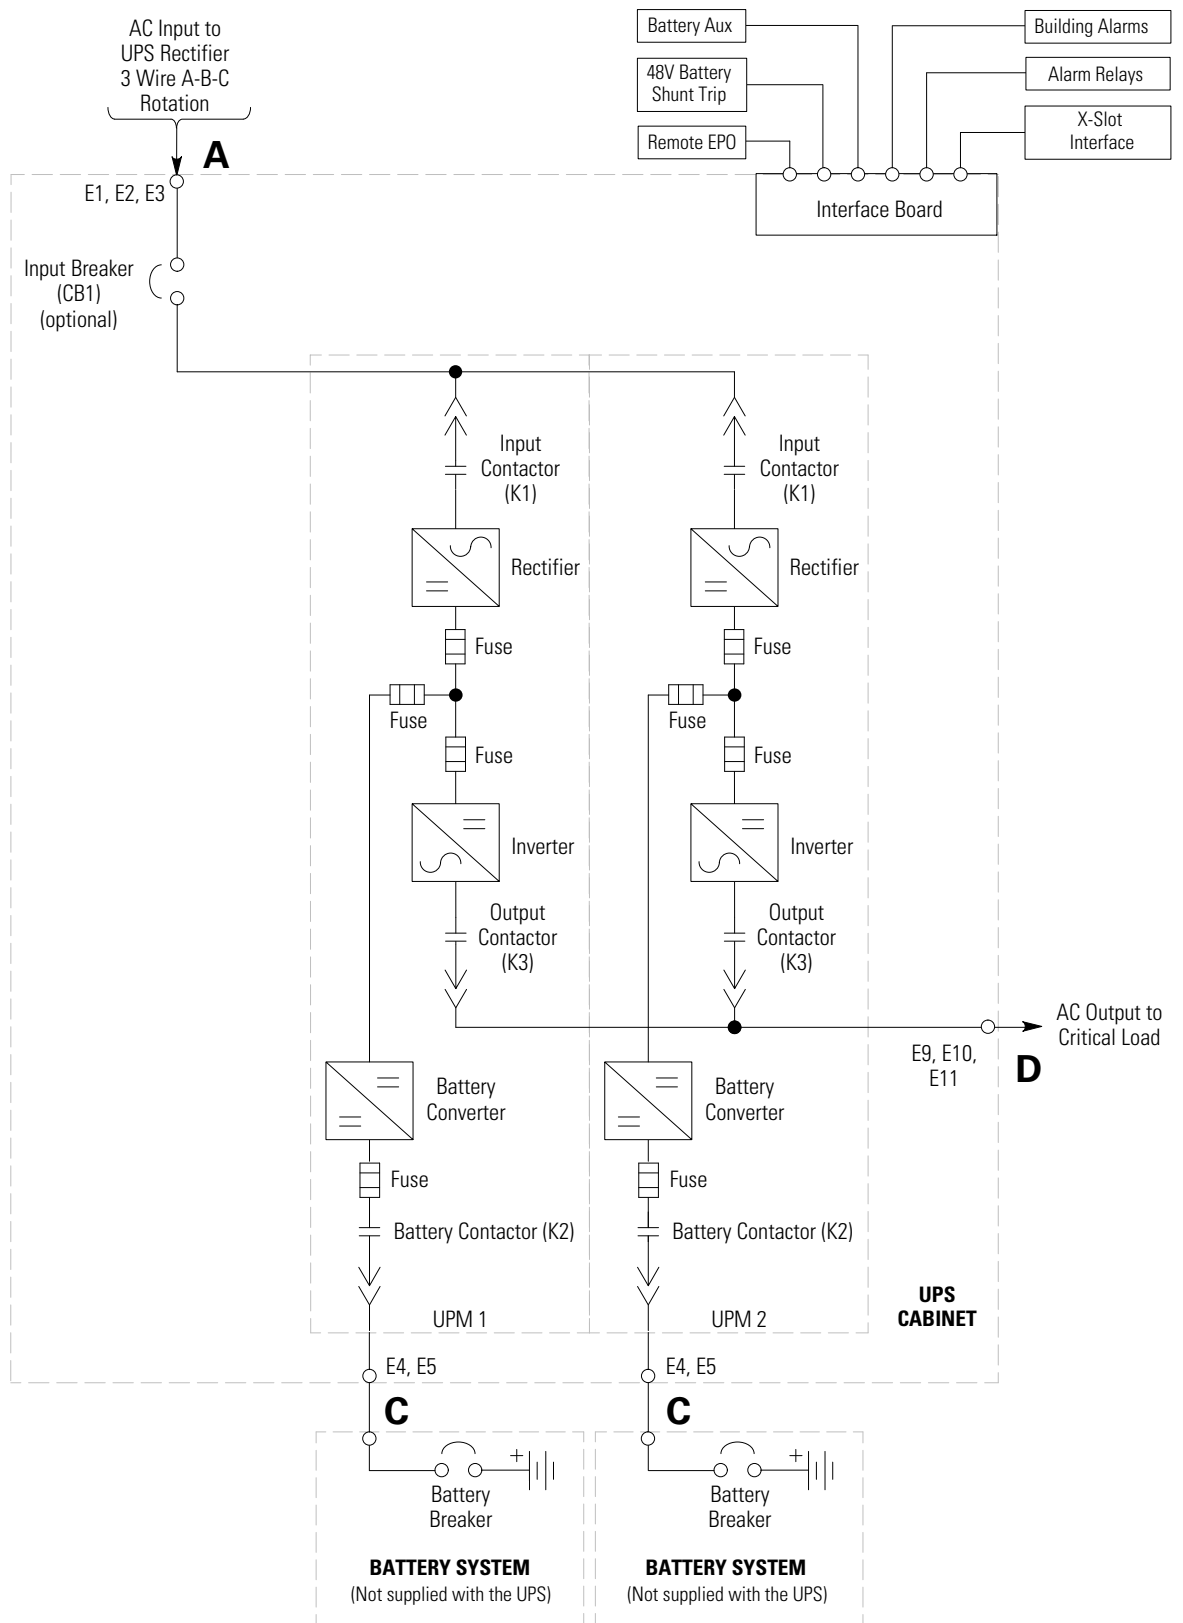 AC Input to
UPS Rectifier
3 Wire A-B-C
Rotation
A
E1, E2, E3
Battery Aux
48V Battery
Shunt Trip
Remote EPO
Building Alarms
Alarm Relays
X-Slot
Interface
Interface Board
Input Breaker
(CB1)
(optional)
Input
Contactor
(K1)
Input
Contactor
(K1)
Rectifier
Rectifier
Fuse
Fuse
Fuse
Fuse
Fuse
Fuse
Inverter
Inverter
Output
Contactor
(K3)
Output
Contactor
(K3)
AC Output to
Critical Load
E9, E10,
E11
D
Battery
Converter
Battery
Converter
Fuse
Fuse
Battery Contactor (K2)
Battery Contactor (K2)
UPM 1
UPM 2
UPS
CABINET
E4, E5
E4, E5
C
C
+
+
Battery
Breaker
Battery
Breaker
BATTERY SYSTEM
(Not supplied with the UPS)
BATTERY SYSTEM
(Not supplied with the UPS)